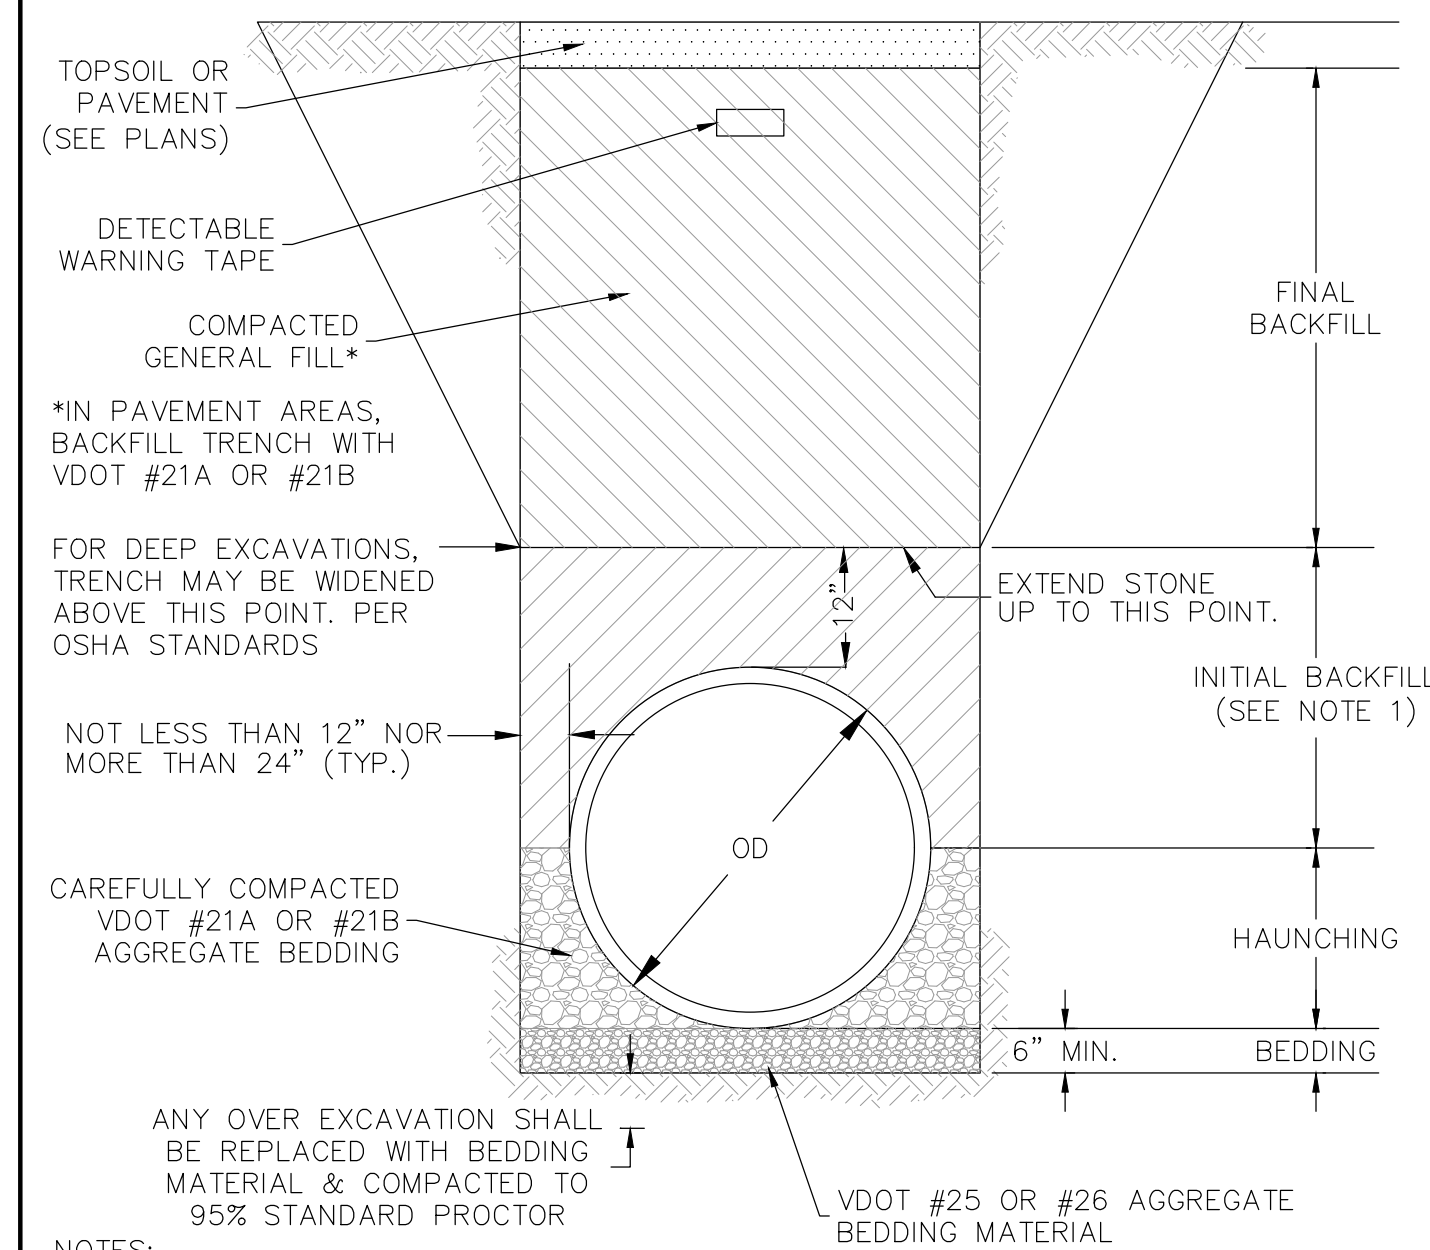 TOPSOIL OR
PAVEMENT
(SEE PLANS)
DETECTABLE
WARNING TAPE
COMPACTED
GENERAL FILL*
*IN PAVEMENT AREAS,
BACKFILL TRENCH WITH
VDOT #21A OR #21B
FOR DEEP EXCAVATIONS,
TRENCH MAY BE WIDENED
ABOVE THIS POINT. PER
OSHA STANDARDS
NOT LESS THAN 12" NOR
MORE THAN 24" (TYP.)
CAREFULLY COMPACTED
VDOT #21A OR #21B
AGGREGATE BEDDING
ANY OVER EXCAVATION SHALL
BE REPLACED WITH BEDDING
MATERIAL & COMPACTED TO
95% STANDARD PROCTOR
NOTES:
12"
OD
FINAL
BACKFILL
EXTEND STONE
UP TO THIS POINT.
INITIAL BACKFILL
(SEE NOTE 1)
HAUNCHING
6" MIN.
BEDDING
VDOT #25 OR #26 AGGREGATE
BEDDING MATERIAL